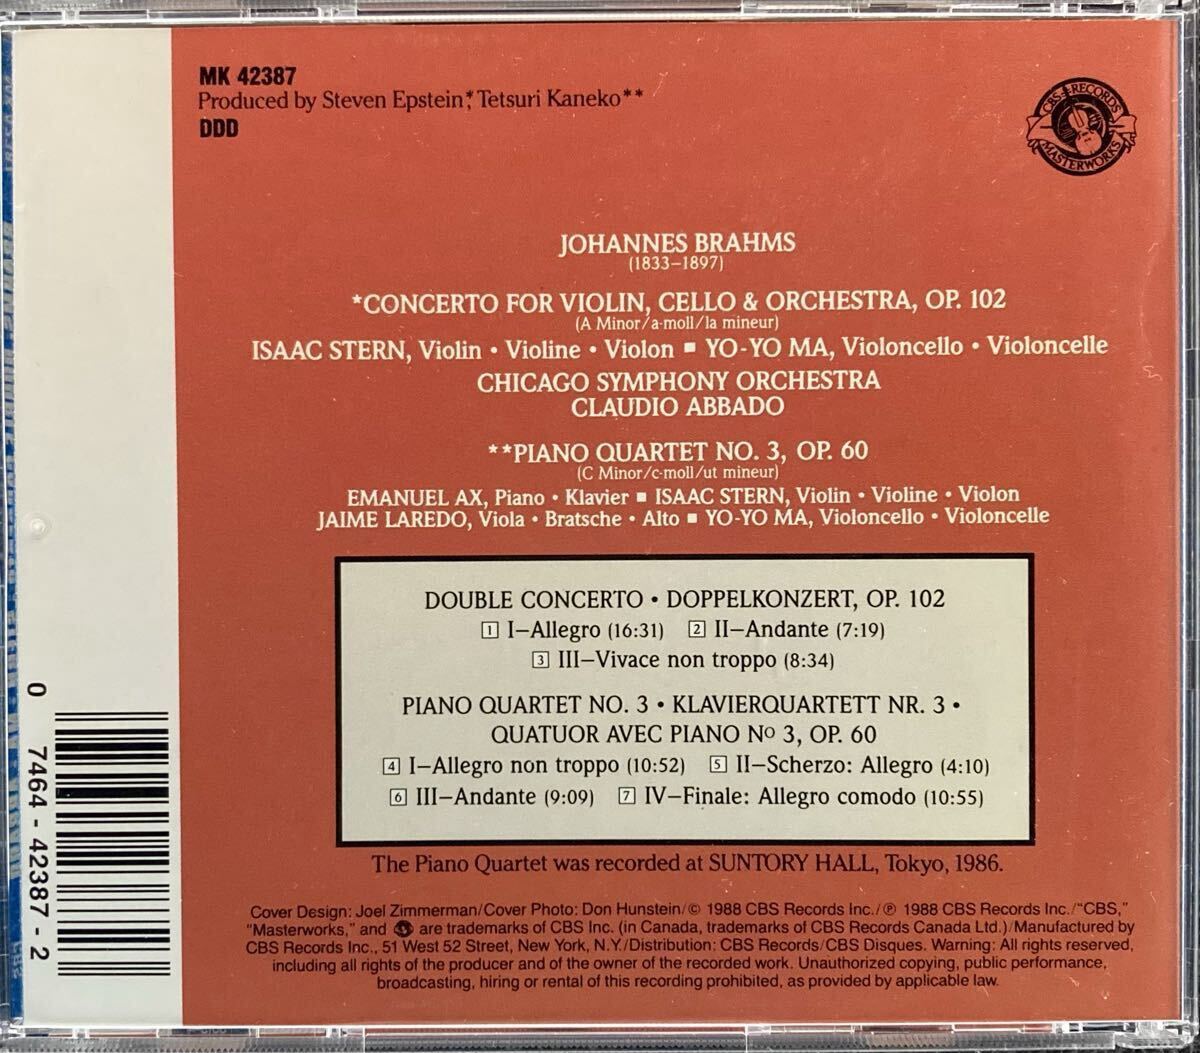 MK 42387
Produced by Steven Epstein,* Tetsuri Kaneko**
DDD
CBS RECORDS
MASTERWORKS
JOHANNES BRAHMS
(1833–1897)
*CONCERTO FOR VIOLIN, CELLO & ORCHESTRA, OP. 102
(A Minor/a-moll/la mineur)
ISAAC STERN, Violin • Violine • Violon ■ YO-YO MA, Violoncello • Violoncelle
CHICAGO SYMPHONY ORCHESTRA
CLAUDIO ABBADO
**PIANO QUARTET NO. 3, OP. 60
(C Minor/c-moll/ut mineur)
EMANUEL AX, Piano • Klavier ■ ISAAC STERN, Violin • Violine • Violon
JAIME LAREDO, Viola • Bratsche • Alto ■ YO-YO MA, Violoncello • Violoncelle
DOUBLE CONCERTO • DOPPELKONZERT, OP. 102
1 I–Allegro (16:31) 2 II–Andante (7:19)
3 III–Vivace non troppo (8:34)
PIANO QUARTET NO. 3 • KLAVIERQUARTETT NR. 3 •
QUATUOR AVEC PIANO Nº 3, OP. 60
4 I–Allegro non troppo (10:52) 5 II–Scherzo: Allegro (4:10)
6 III–Andante (9:09) 7 IV–Finale: Allegro comodo (10:55)
The Piano Quartet was recorded at SUNTORY HALL, Tokyo, 1986.
Cover Design: Joel Zimmerman/Cover Photo: Don Hunstein/© 1988 CBS Records Inc./℗ 1988 CBS Records Inc./"CBS,"
"Masterworks," and are trademarks of CBS Inc. (in Canada, trademarks of CBS Records Canada Ltd.)/Manufactured by
CBS Records Inc., 51 West 52 Street, New York, N.Y./Distribution: CBS Records/CBS Disques. Warning: All rights reserved,
including all rights of the producer and of the owner of the recorded work. Unauthorized copying, public performance,
broadcasting, hiring or rental of this recording prohibited, as provided by applicable law.
0 7464-42387-2